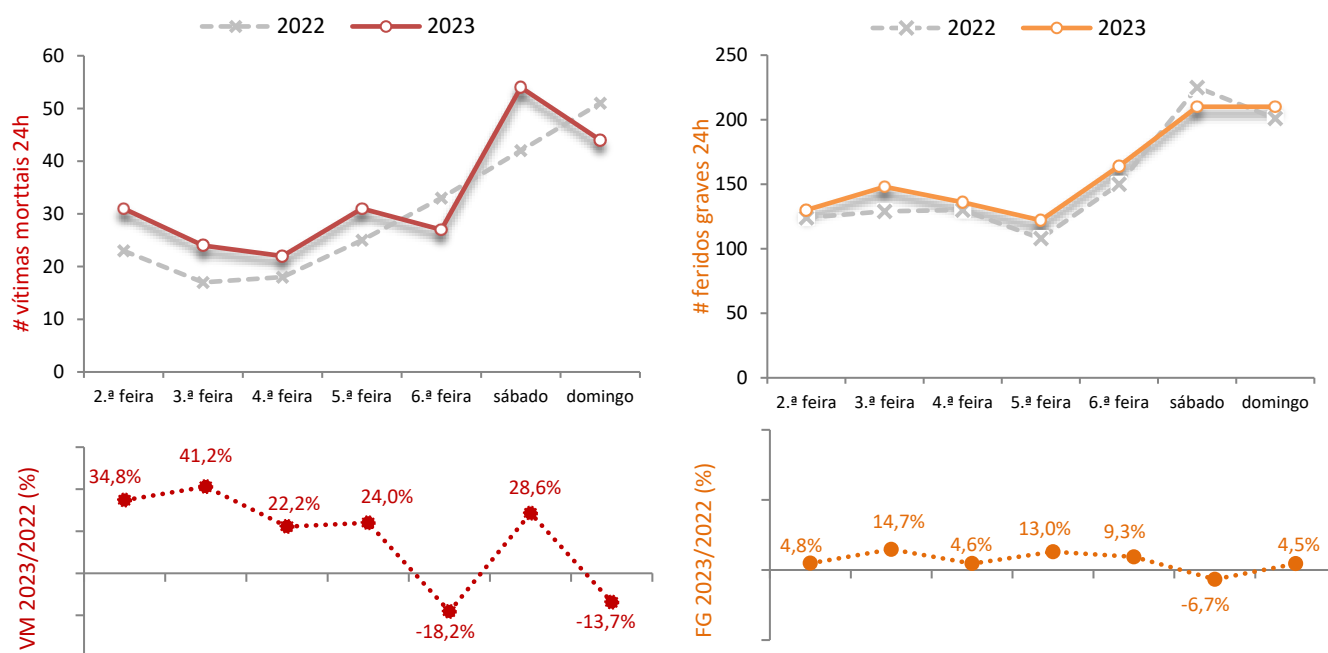 2022 2023
# vítimas morttais 24h
60
50
40
30
20
10
0
2.ª feira 3.ª feira 4.ª feira 5.ª feira 6.ª feira sábado domingo
2022 2023
# feridos graves 24h
250
200
150
100
50
0
2.ª feira 3.ª feira 4.ª feira 5.ª feira 6.ª feira sábado domingo
VM 2023/2022 (%)
34,8% 41,2% 22,2% 24,0% -18,2% 28,6% -13,7%
FG 2023/2022 (%)
4,8% 14,7% 4,6% 13,0% 9,3% -6,7% 4,5%